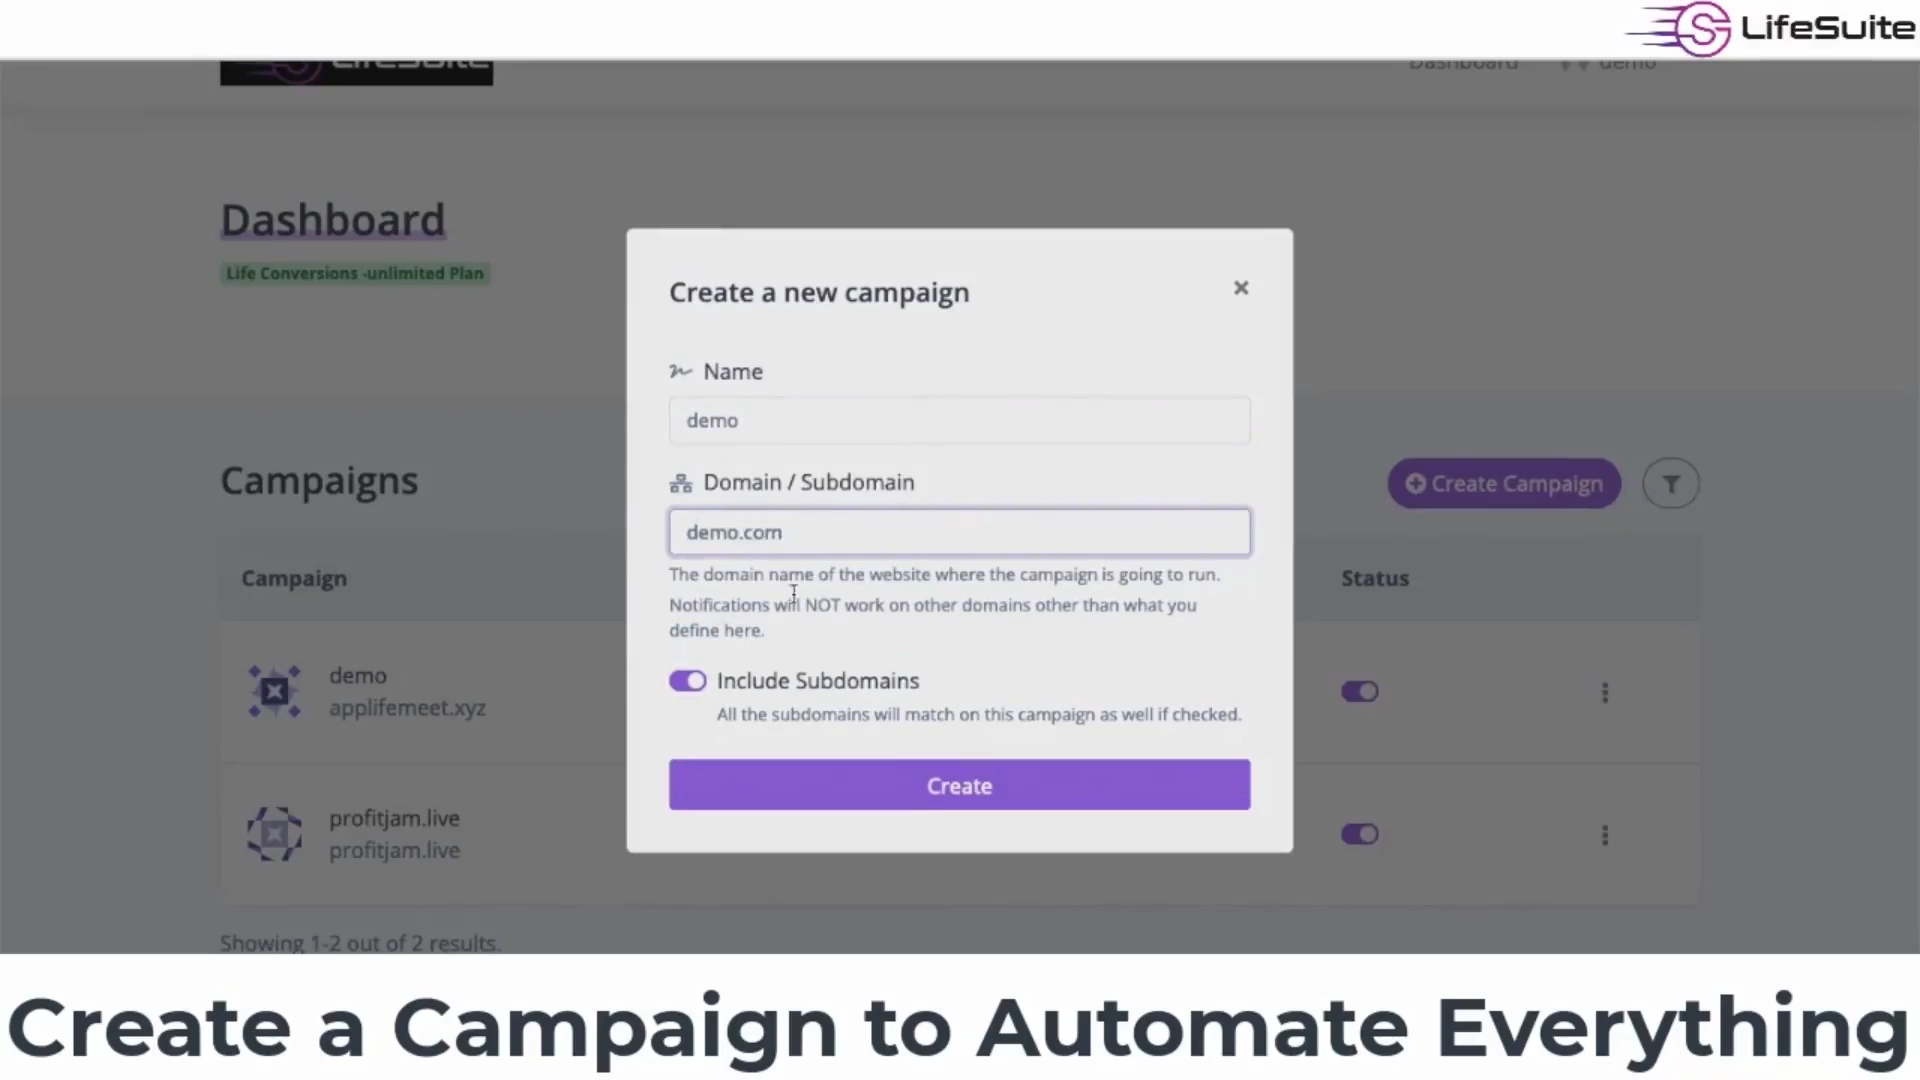 LifeSuite
LifeSuite
Dashboard demo
Dashboard
Life Conversions -unlimited Plan
Create a new campaign
×
Name
demo
Campaigns
Domain / Subdomain
Create Campaign
demo.com
The domain name of the website where the campaign is going to run.
Campaign
Status
Notifications will NOT work on other domains other than what you
define here.
demo
Include Subdomains
applifemeet.xyz
All the subdomains will match on this campaign as well if checked.
Create
profitjam.live
profitjam.live
Showing 1-2 out of 2 results.
Create a Campaign to Automate Everything